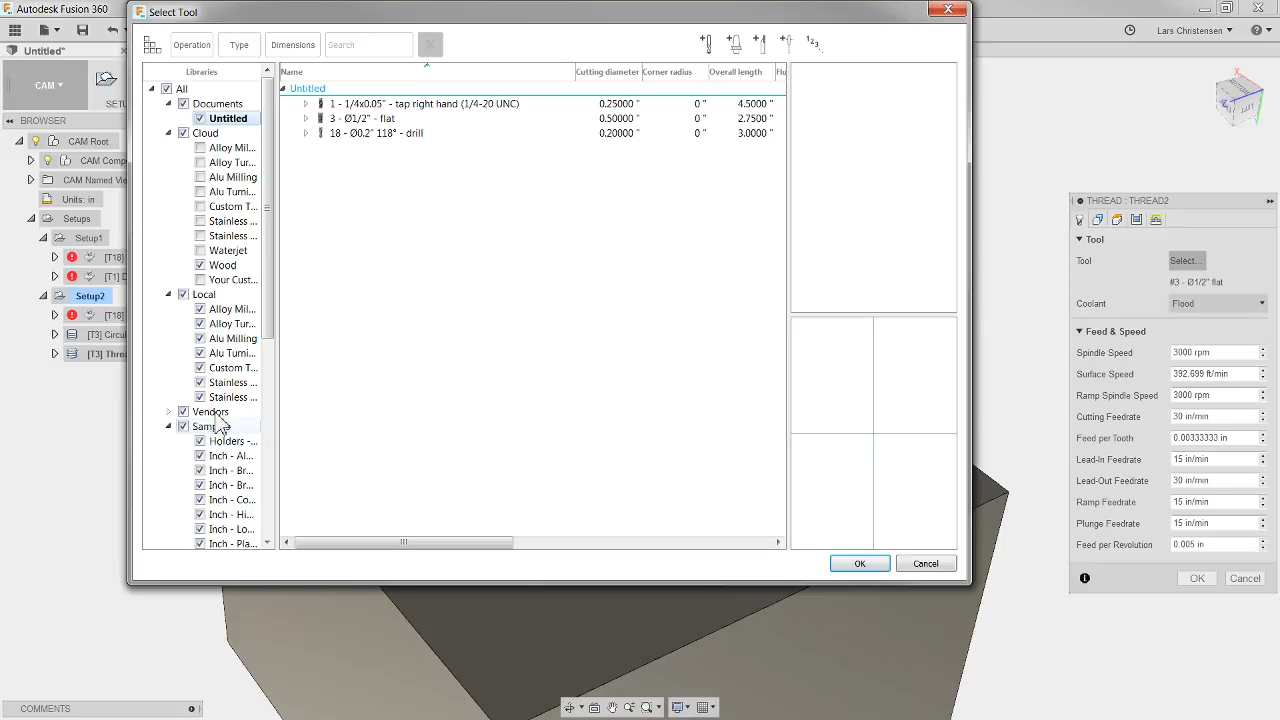 Autodesk Fusion 360
Select Tool
Operation
Type
Dimensions
Search
Lars Christensen
Untitled*
CAM
SETU
BROWSER
CAM Root
CAM Comp
CAM Named V
Units: in
Setups
Setup1
[T18]
[T1] D
Setup2
[T18]
[T3] Circul
[T3] Threa
COMMENTS
Libraries
All
Documents
Untitled
Cloud
Alloy Mil...
Alloy Tur...
Alu Milling
Alu Turni...
Custom T...
Stainless ...
Stainless ...
Waterjet
Wood
Your Cust...
Local
Alloy Mil...
Alloy Tur...
Alu Milling
Alu Turni...
Custom T...
Stainless ...
Stainless ...
Vendors
Holders -...
Inch - Al...
Inch - Br...
Inch - Br...
Inch - Co...
Inch - Hi...
Inch - Lo...
Inch - Pla...
Name Cutting diameter Corner radius Overall length Flu
Untitled
1 - 1/4x0.05" - tap right hand (1/4-20 UNC) 0.25000 " 0 " 4.5000 "
3 - Ø1/2" - flat 0.50000 " 0 " 2.7500 "
18 - Ø0.2" 118° - drill 0.20000 " 0 " 3.0000 "
OK
Cancel
THREAD : THREAD2
Tool
Tool Select...
#3 - Ø1/2" flat
Coolant Flood
Feed & Speed
Spindle Speed 3000 rpm
Surface Speed 392.699 ft/min
Ramp Spindle Speed 3000 rpm
Cutting Feedrate 30 in/min
Feed per Tooth 0.00333333 in
Lead-In Feedrate 15 in/min
Lead-Out Feedrate 30 in/min
Ramp Feedrate 15 in/min
Plunge Feedrate 15 in/min
Feed per Revolution 0.005 in
OK
Cancel